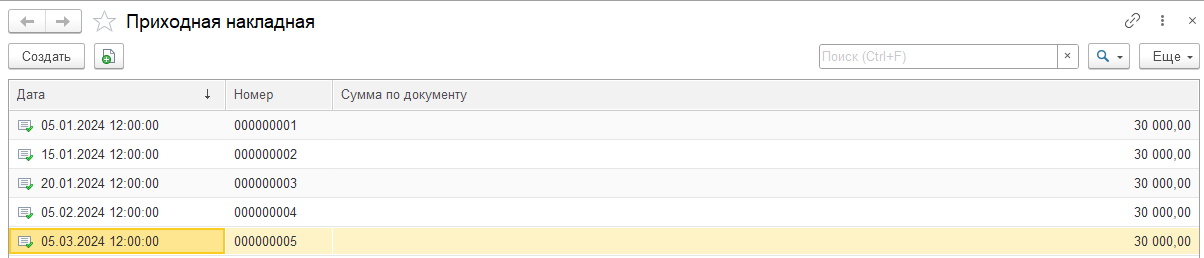 Приходная накладная
Создать Поиск (Ctrl+F) × Еще
Дата ↓ Номер Сумма по документу
05.01.2024 12:00:00 000000001 30 000,00
15.01.2024 12:00:00 000000002 30 000,00
20.01.2024 12:00:00 000000003 30 000,00
05.02.2024 12:00:00 000000004 30 000,00
05.03.2024 12:00:00 000000005 30 000,00